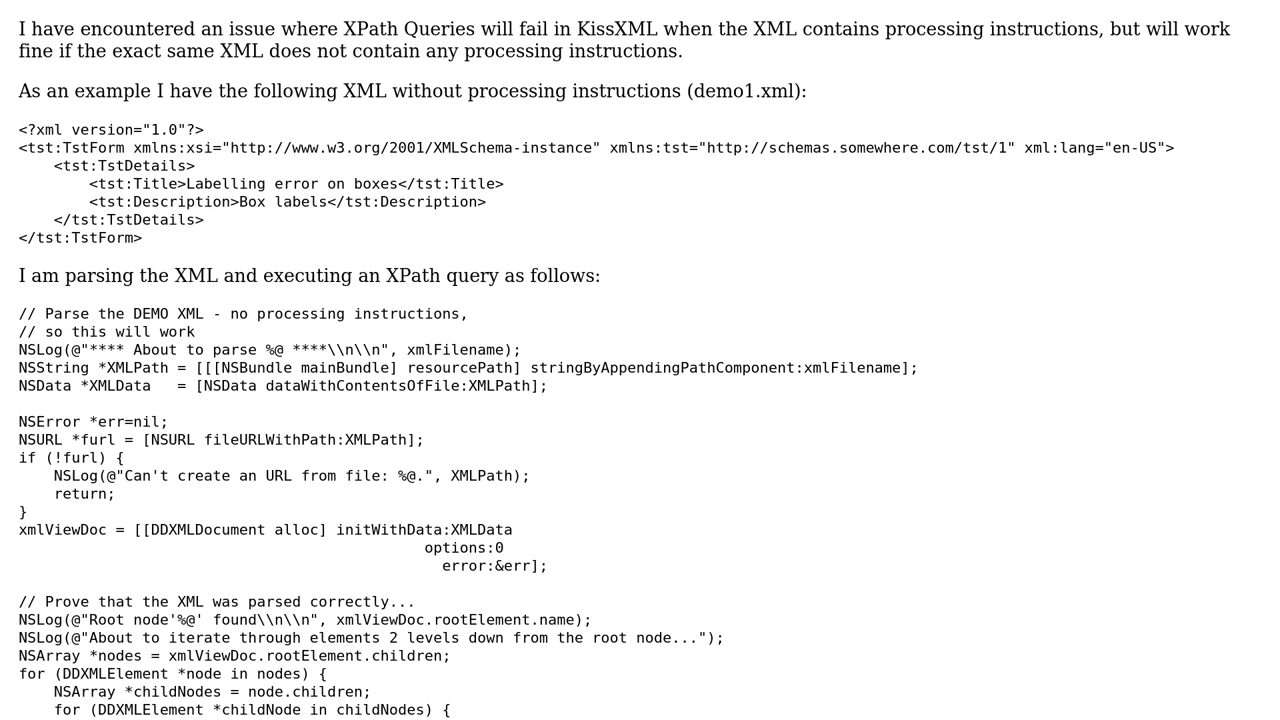 I have encountered an issue where XPath Queries will fail in KissXML when the XML contains processing instructions, but will work
fine if the exact same XML does not contain any processing instructions.
As an example I have the following XML without processing instructions (demo1.xml):
<?xml version="1.0"?>
<tst:TstForm xmlns:xsi="http://www.w3.org/2001/XMLSchema-instance" xmlns:tst="http://schemas.somewhere.com/tst/1" xml:lang="en-US">
    <tst:TstDetails>
        <tst:Title>Labelling error on boxes</tst:Title>
        <tst:Description>Box labels</tst:Description>
    </tst:TstDetails>
</tst:TstForm>
I am parsing the XML and executing an XPath query as follows:
// Parse the DEMO XML - no processing instructions,
// so this will work
NSLog(@"**** About to parse %@ ****\\n\\n", xmlFilename);
NSString *XMLPath = [[[NSBundle mainBundle] resourcePath] stringByAppendingPathComponent:xmlFilename];
NSData *XMLData   = [NSData dataWithContentsOfFile:XMLPath];
NSError *err=nil;
NSURL *furl = [NSURL fileURLWithPath:XMLPath];
if (!furl) {
    NSLog(@"Can't create an URL from file: %@.", XMLPath);
    return;
}
xmlViewDoc = [[DDXMLDocument alloc] initWithData:XMLData
                                              options:0
                                                error:&err];
// Prove that the XML was parsed correctly...
NSLog(@"Root node'%@' found\\n\\n", xmlViewDoc.rootElement.name);
NSLog(@"About to iterate through elements 2 levels down from the root node...");
NSArray *nodes = xmlViewDoc.rootElement.children;
for (DDXMLElement *node in nodes) {
    NSArray *childNodes = node.children;
    for (DDXMLElement *childNode in childNodes) {